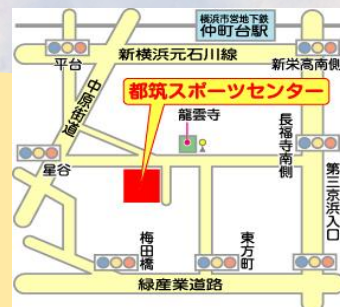 横浜市営地下鉄
仲町台駅
新横浜元石川線
平台
新栄高南側
中原街道
都筑スポーツセンター
龍雲寺
長福寺南側
第三京浜入口
星谷
梅田橋
東方町
緑産業道路